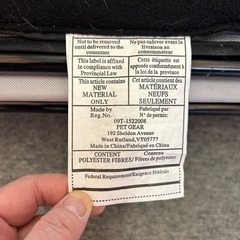 Not to be removed Ne pas enlever avant la
until delivered to the livraison au
consumer consommateur
This label is affixed Cette étiquette est
in compliance with apposée conformément à
Provincial Law la loi de la province
This article contains Cet article contient des
NEW MATÉRIAUX
MATERIAL NEUFS
ONLY SEULEMENT
Made by Fabriqué par
Reg.No. N° de permis:
09T-1522008
PET GEAR
192 Sheldon Avenue
West Rutland,VT05777
Made in China/Fabriqué en CHINA
CONTENT CONTENU
POLYESTER FIBRES/ Fibres de polyester
Federal Requirement/Exigence fédérale